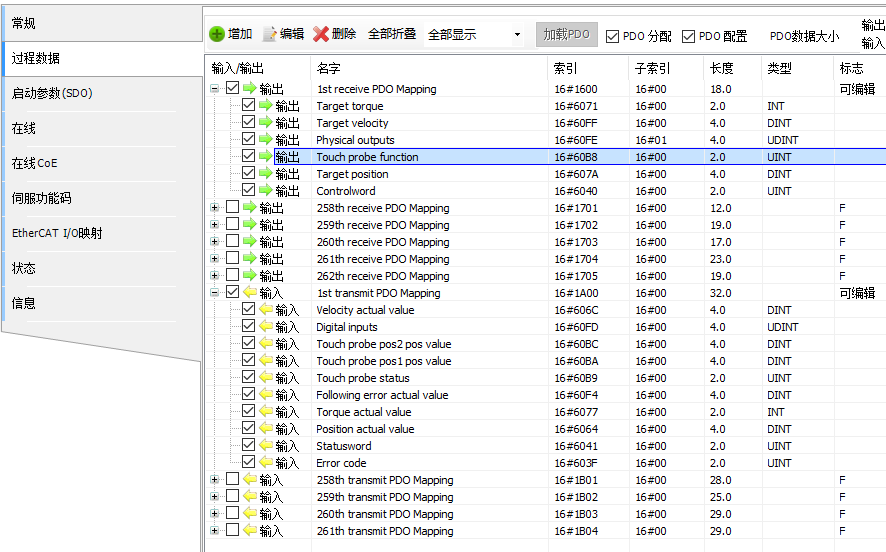 常规
过程数据
启动参数(SDO)
在线
在线CoE
伺服功能码
EtherCAT I/O映射
状态
信息
增加 编辑 删除 全部折叠 全部显示 加载PDO PDO 分配 PDO 配置 PDO数据大小 输出
输入
输入/输出 名字 索引 子索引 长度 类型 标志
输出 1st receive PDO Mapping 16#1600 16#00 18.0 可编辑
输出 Target torque 16#6071 16#00 2.0 INT
输出 Target velocity 16#60FF 16#00 4.0 DINT
输出 Physical outputs 16#60FE 16#01 4.0 UDINT
输出 Touch probe function 16#60B8 16#00 2.0 UINT
输出 Target position 16#607A 16#00 4.0 DINT
输出 Controlword 16#6040 16#00 2.0 UINT
输出 258th receive PDO Mapping 16#1701 16#00 12.0 F
输出 259th receive PDO Mapping 16#1702 16#00 19.0 F
输出 260th receive PDO Mapping 16#1703 16#00 17.0 F
输出 261th receive PDO Mapping 16#1704 16#00 23.0 F
输出 262th receive PDO Mapping 16#1705 16#00 19.0 F
输入 1st transmit PDO Mapping 16#1A00 16#00 32.0 可编辑
输入 Velocity actual value 16#606C 16#00 4.0 DINT
输入 Digital inputs 16#60FD 16#00 4.0 UDINT
输入 Touch probe pos2 pos value 16#60BC 16#00 4.0 DINT
输入 Touch probe pos1 pos value 16#60BA 16#00 4.0 DINT
输入 Touch probe status 16#60B9 16#00 2.0 UINT
输入 Following error actual value 16#60F4 16#00 4.0 DINT
输入 Torque actual value 16#6077 16#00 2.0 INT
输入 Position actual value 16#6064 16#00 4.0 DINT
输入 Statusword 16#6041 16#00 2.0 UINT
输入 Error code 16#603F 16#00 2.0 UINT
输入 258th transmit PDO Mapping 16#1B01 16#00 28.0 F
输入 259th transmit PDO Mapping 16#1B02 16#00 25.0 F
输入 260th transmit PDO Mapping 16#1B03 16#00 29.0 F
输入 261th transmit PDO Mapping 16#1B04 16#00 29.0 F